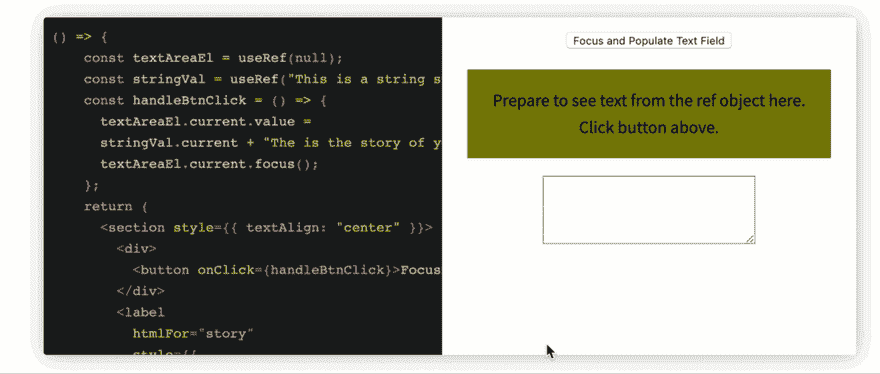 () => {
const textAreaEl = useRef(null);
const stringVal = useRef("This is a string s
const handleBtnClick = () => {
textAreaEl.current.value =
stringVal.current + "The is the story of y
textAreaEl.current.focus();
};
return (
<section style={{ textAlign: "center" }}>
<div>
<button onClick={handleBtnClick}>Focus
</div>
<label
htmlFor="story"
style={{
Focus and Populate Text Field
Prepare to see text from the ref object here.
Click button above.